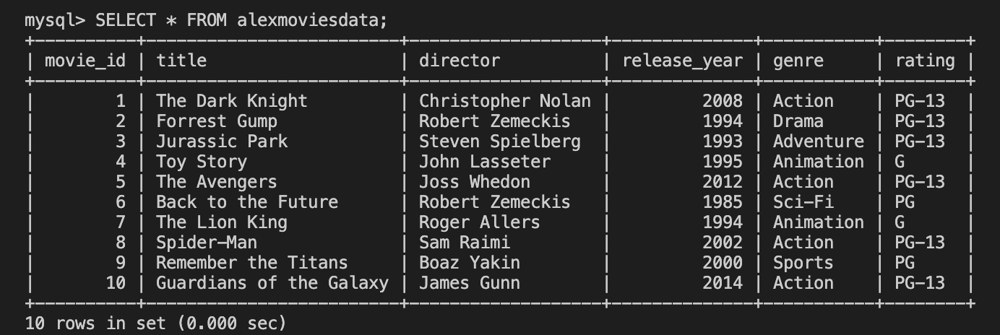 mysql> SELECT * FROM alexmoviesdata;
+----------+-------------------------+-------------------+--------------+-----------+--------+
| movie_id | title                   | director          | release_year | genre     | rating |
+----------+-------------------------+-------------------+--------------+-----------+--------+
|        1 | The Dark Knight         | Christopher Nolan |         2008 | Action    | PG-13  |
|        2 | Forrest Gump            | Robert Zemeckis   |         1994 | Drama     | PG-13  |
|        3 | Jurassic Park           | Steven Spielberg  |         1993 | Adventure | PG-13  |
|        4 | Toy Story               | John Lasseter     |         1995 | Animation | G      |
|        5 | The Avengers            | Joss Whedon       |         2012 | Action    | PG-13  |
|        6 | Back to the Future      | Robert Zemeckis   |         1985 | Sci-Fi    | PG     |
|        7 | The Lion King           | Roger Allers      |         1994 | Animation | G      |
|        8 | Spider-Man              | Sam Raimi         |         2002 | Action    | PG-13  |
|        9 | Remember the Titans     | Boaz Yakin        |         2000 | Sports    | PG     |
|       10 | Guardians of the Galaxy | James Gunn        |         2014 | Action    | PG-13  |
+----------+-------------------------+-------------------+--------------+-----------+--------+
10 rows in set (0.000 sec)